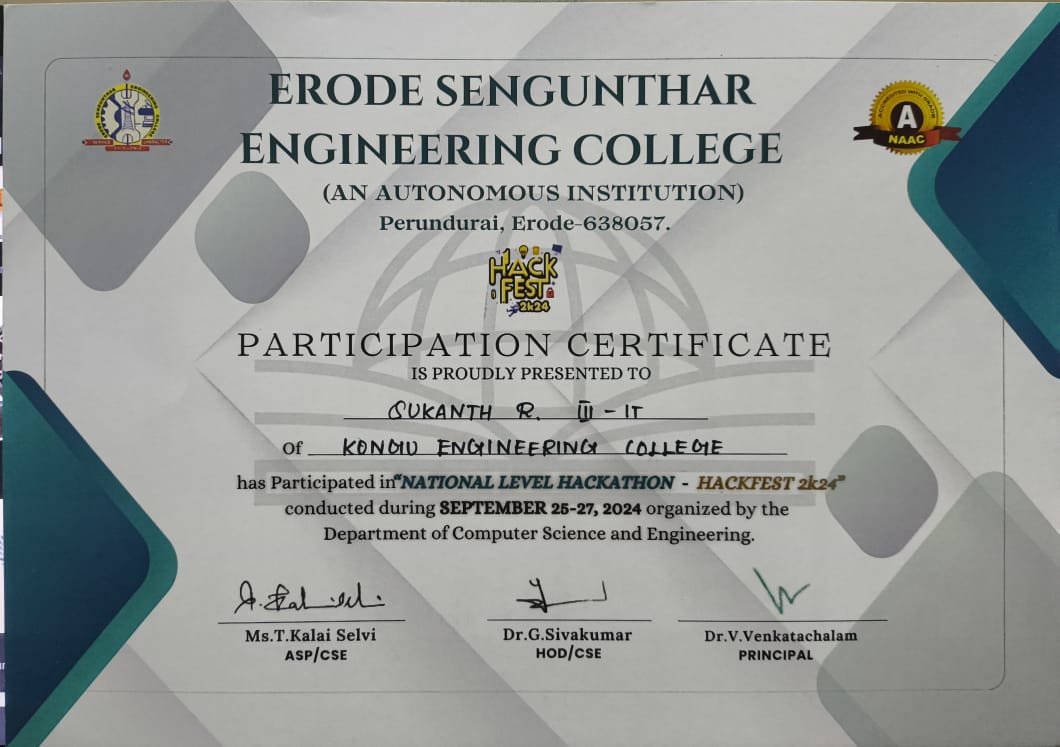 ERODE SENGUNTHAR
ENGINEERING COLLEGE
(AN AUTONOMOUS INSTITUTION)
Perundurai, Erode-638057.
ACCREDITED WITH GRADE
A
NAAC
HACK
FEST
2k24
PARTICIPATION CERTIFICATE
IS PROUDLY PRESENTED TO
SUKANTH R. III - IT
Of KONGU ENGINEERING COLLEGE
has Participated in "NATIONAL LEVEL HACKATHON - HACKFEST 2k24"
conducted during SEPTEMBER 25-27, 2024 organized by the
Department of Computer Science and Engineering.
Ms.T.Kalai Selvi
ASP/CSE
Dr.G.Sivakumar
HOD/CSE
Dr.V.Venkatachalam
PRINCIPAL